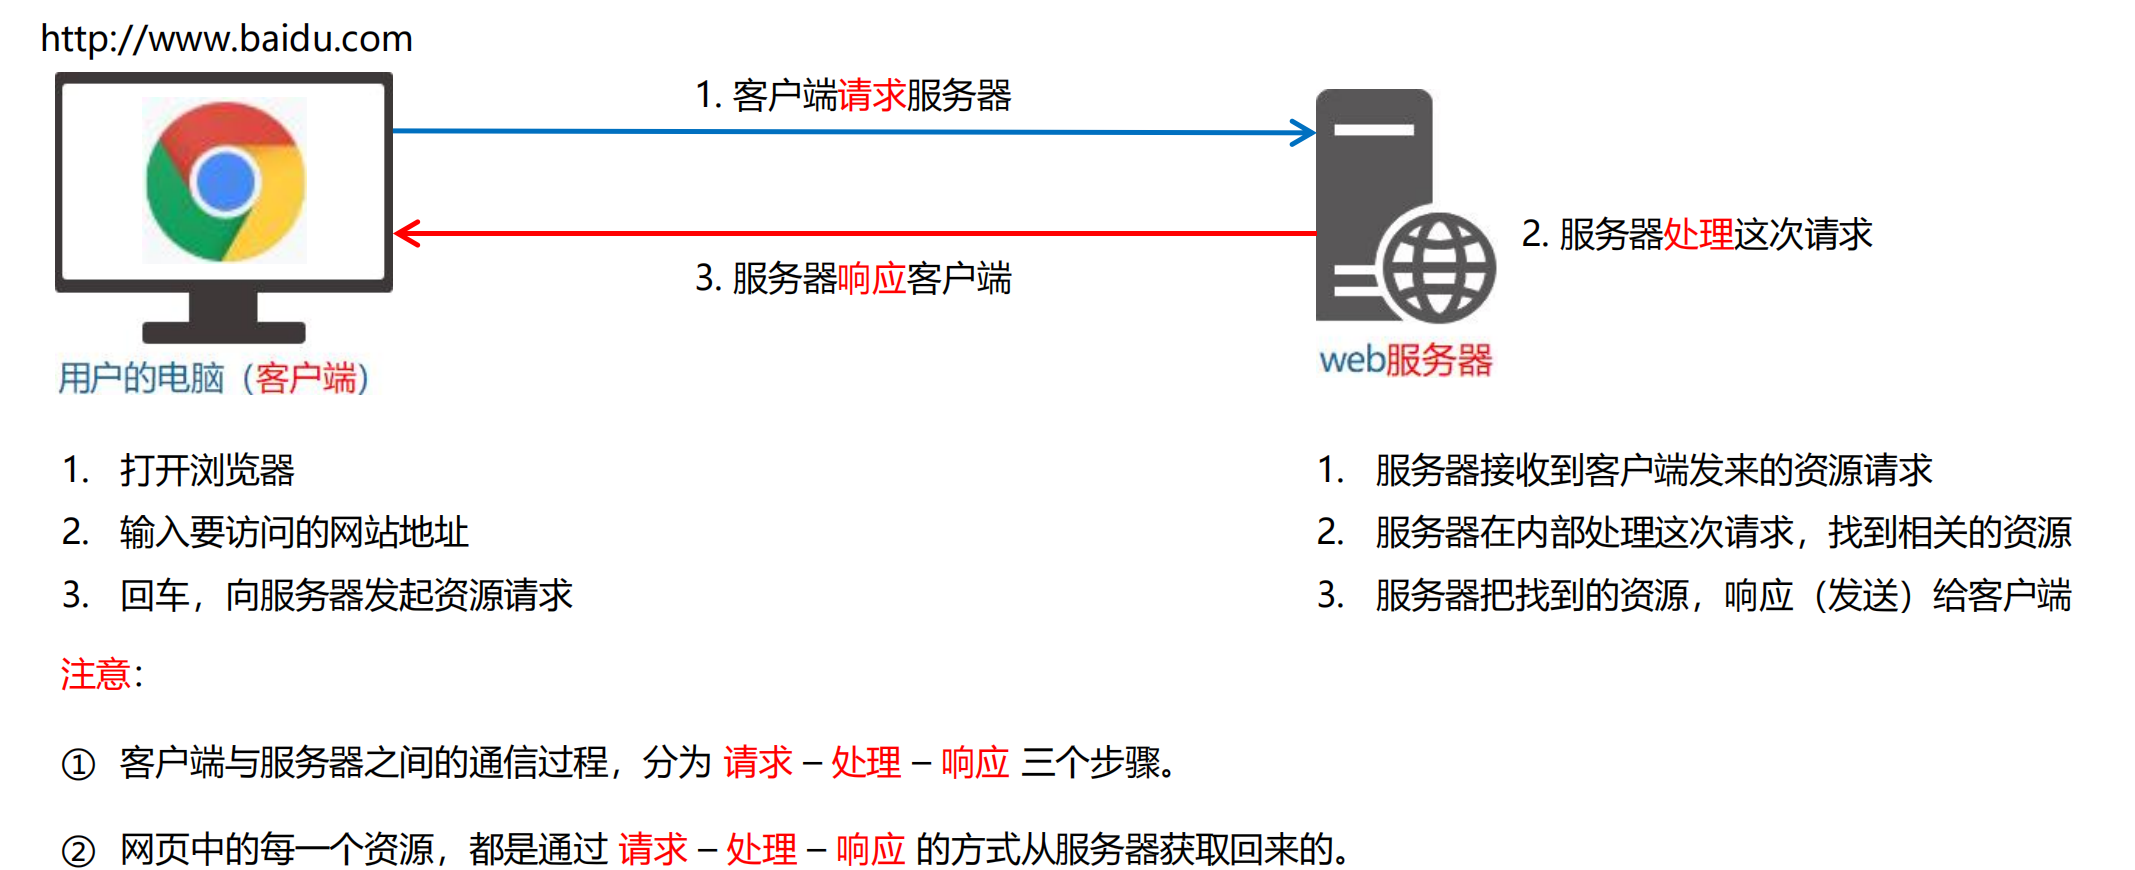 http://www.baidu.com
1. 客户端请求服务器
2. 服务器处理这次请求
3. 服务器响应客户端
用户的电脑（客户端）
web服务器
1. 打开浏览器
2. 输入要访问的网站地址
3. 回车，向服务器发起资源请求
1. 服务器接收到客户端发来的资源请求
2. 服务器在内部处理这次请求，找到相关的资源
3. 服务器把找到的资源，响应（发送）给客户端
注意：
① 客户端与服务器之间的通信过程，分为 请求 – 处理 – 响应 三个步骤。
② 网页中的每一个资源，都是通过 请求 – 处理 – 响应 的方式从服务器获取回来的。